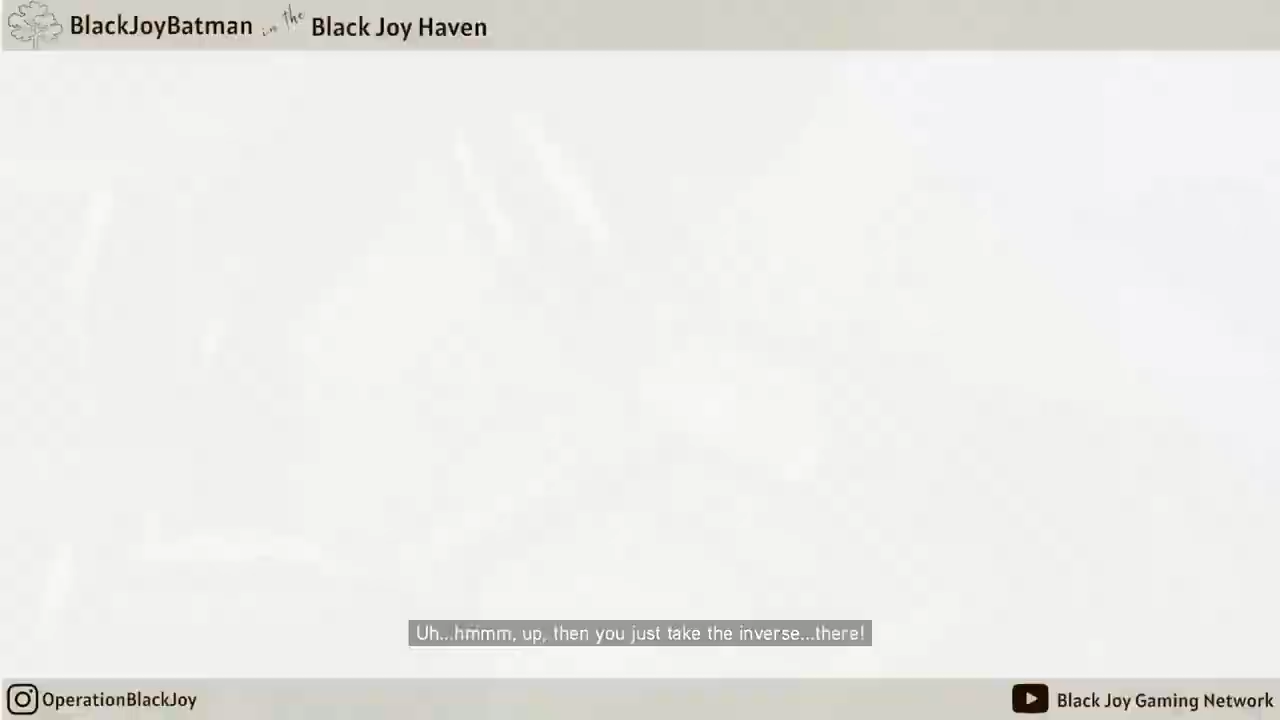 BlackJoyBatman in the Black Joy Haven
Uh...hmmm, up, then you just take the inverse...there!
OperationBlackJoy
Black Joy Gaming Network